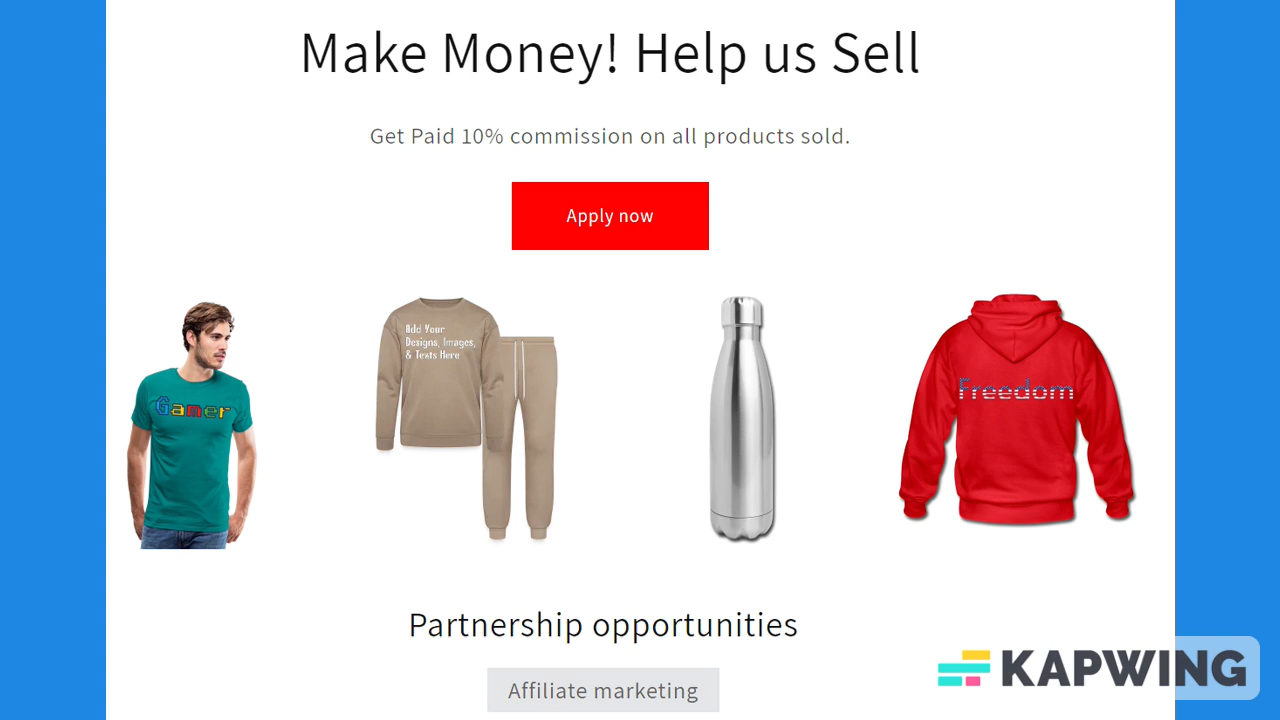 Make Money! Help us Sell
Get Paid 10% commission on all products sold.
Apply now
Gamer
Add Your
Designs, Images,
& Texts Here
Freedom
Partnership opportunities
KAPWING
Affiliate marketing